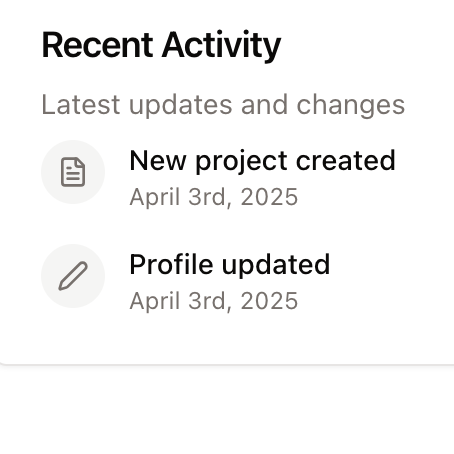 Recent Activity
Latest updates and changes
New project created
April 3rd, 2025
Profile updated
April 3rd, 2025